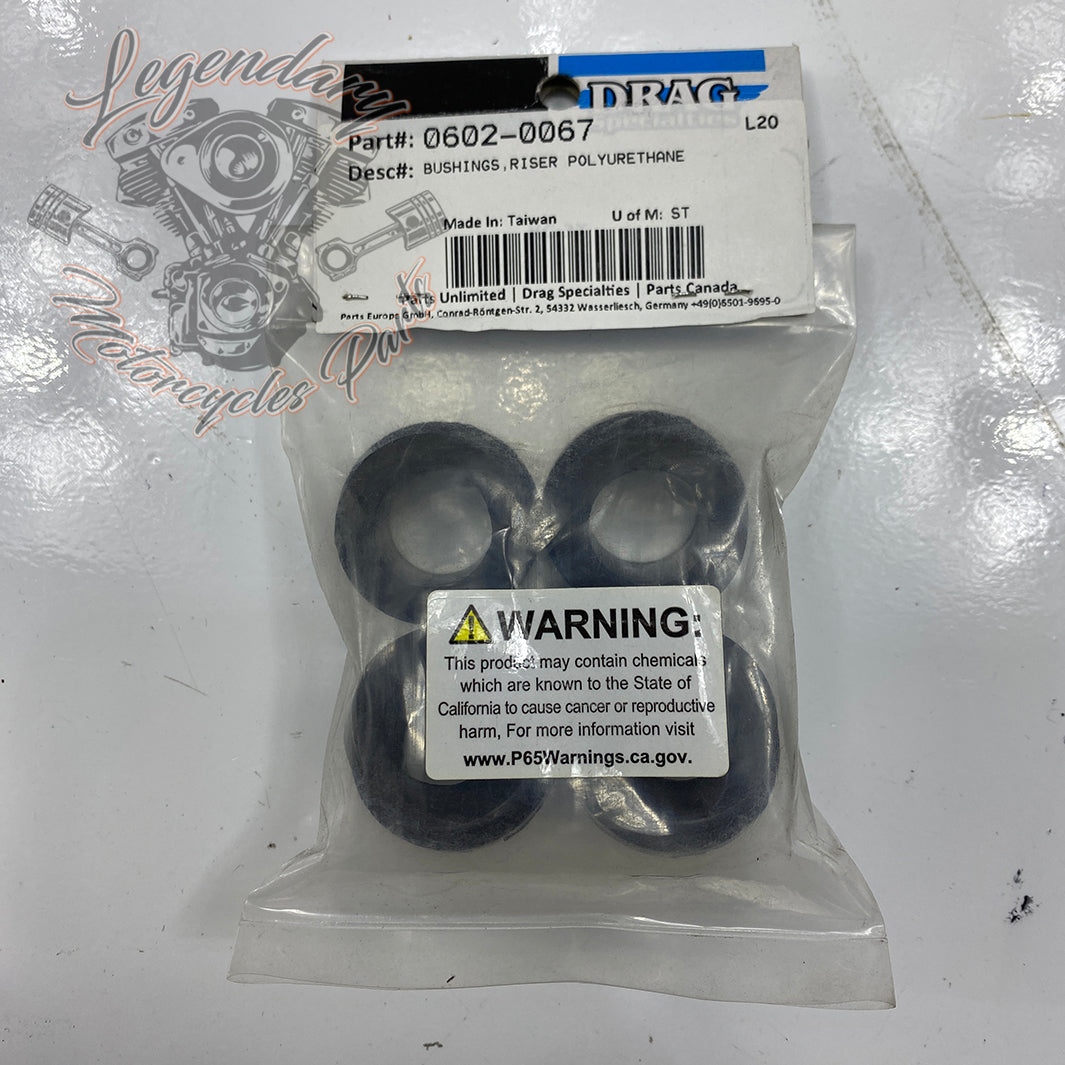 Legendary
Motorcycles Parts
DRAG
Specialties
Part#: 0602-0067
L20
Desc#: BUSHINGS,RISER POLYURETHANE
Made In: Taiwan U of M: ST
Parts Unlimited | Drag Specialties | Parts Canada
Parts Europe GmbH, Conrad-Röntgen-Str. 2, 54332 Wasserliesch, Germany +49(0)6501-9695-0
WARNING:
This product may contain chemicals
which are known to the State of
California to cause cancer or reproductive
harm, For more information visit
www.P65Warnings.ca.gov.